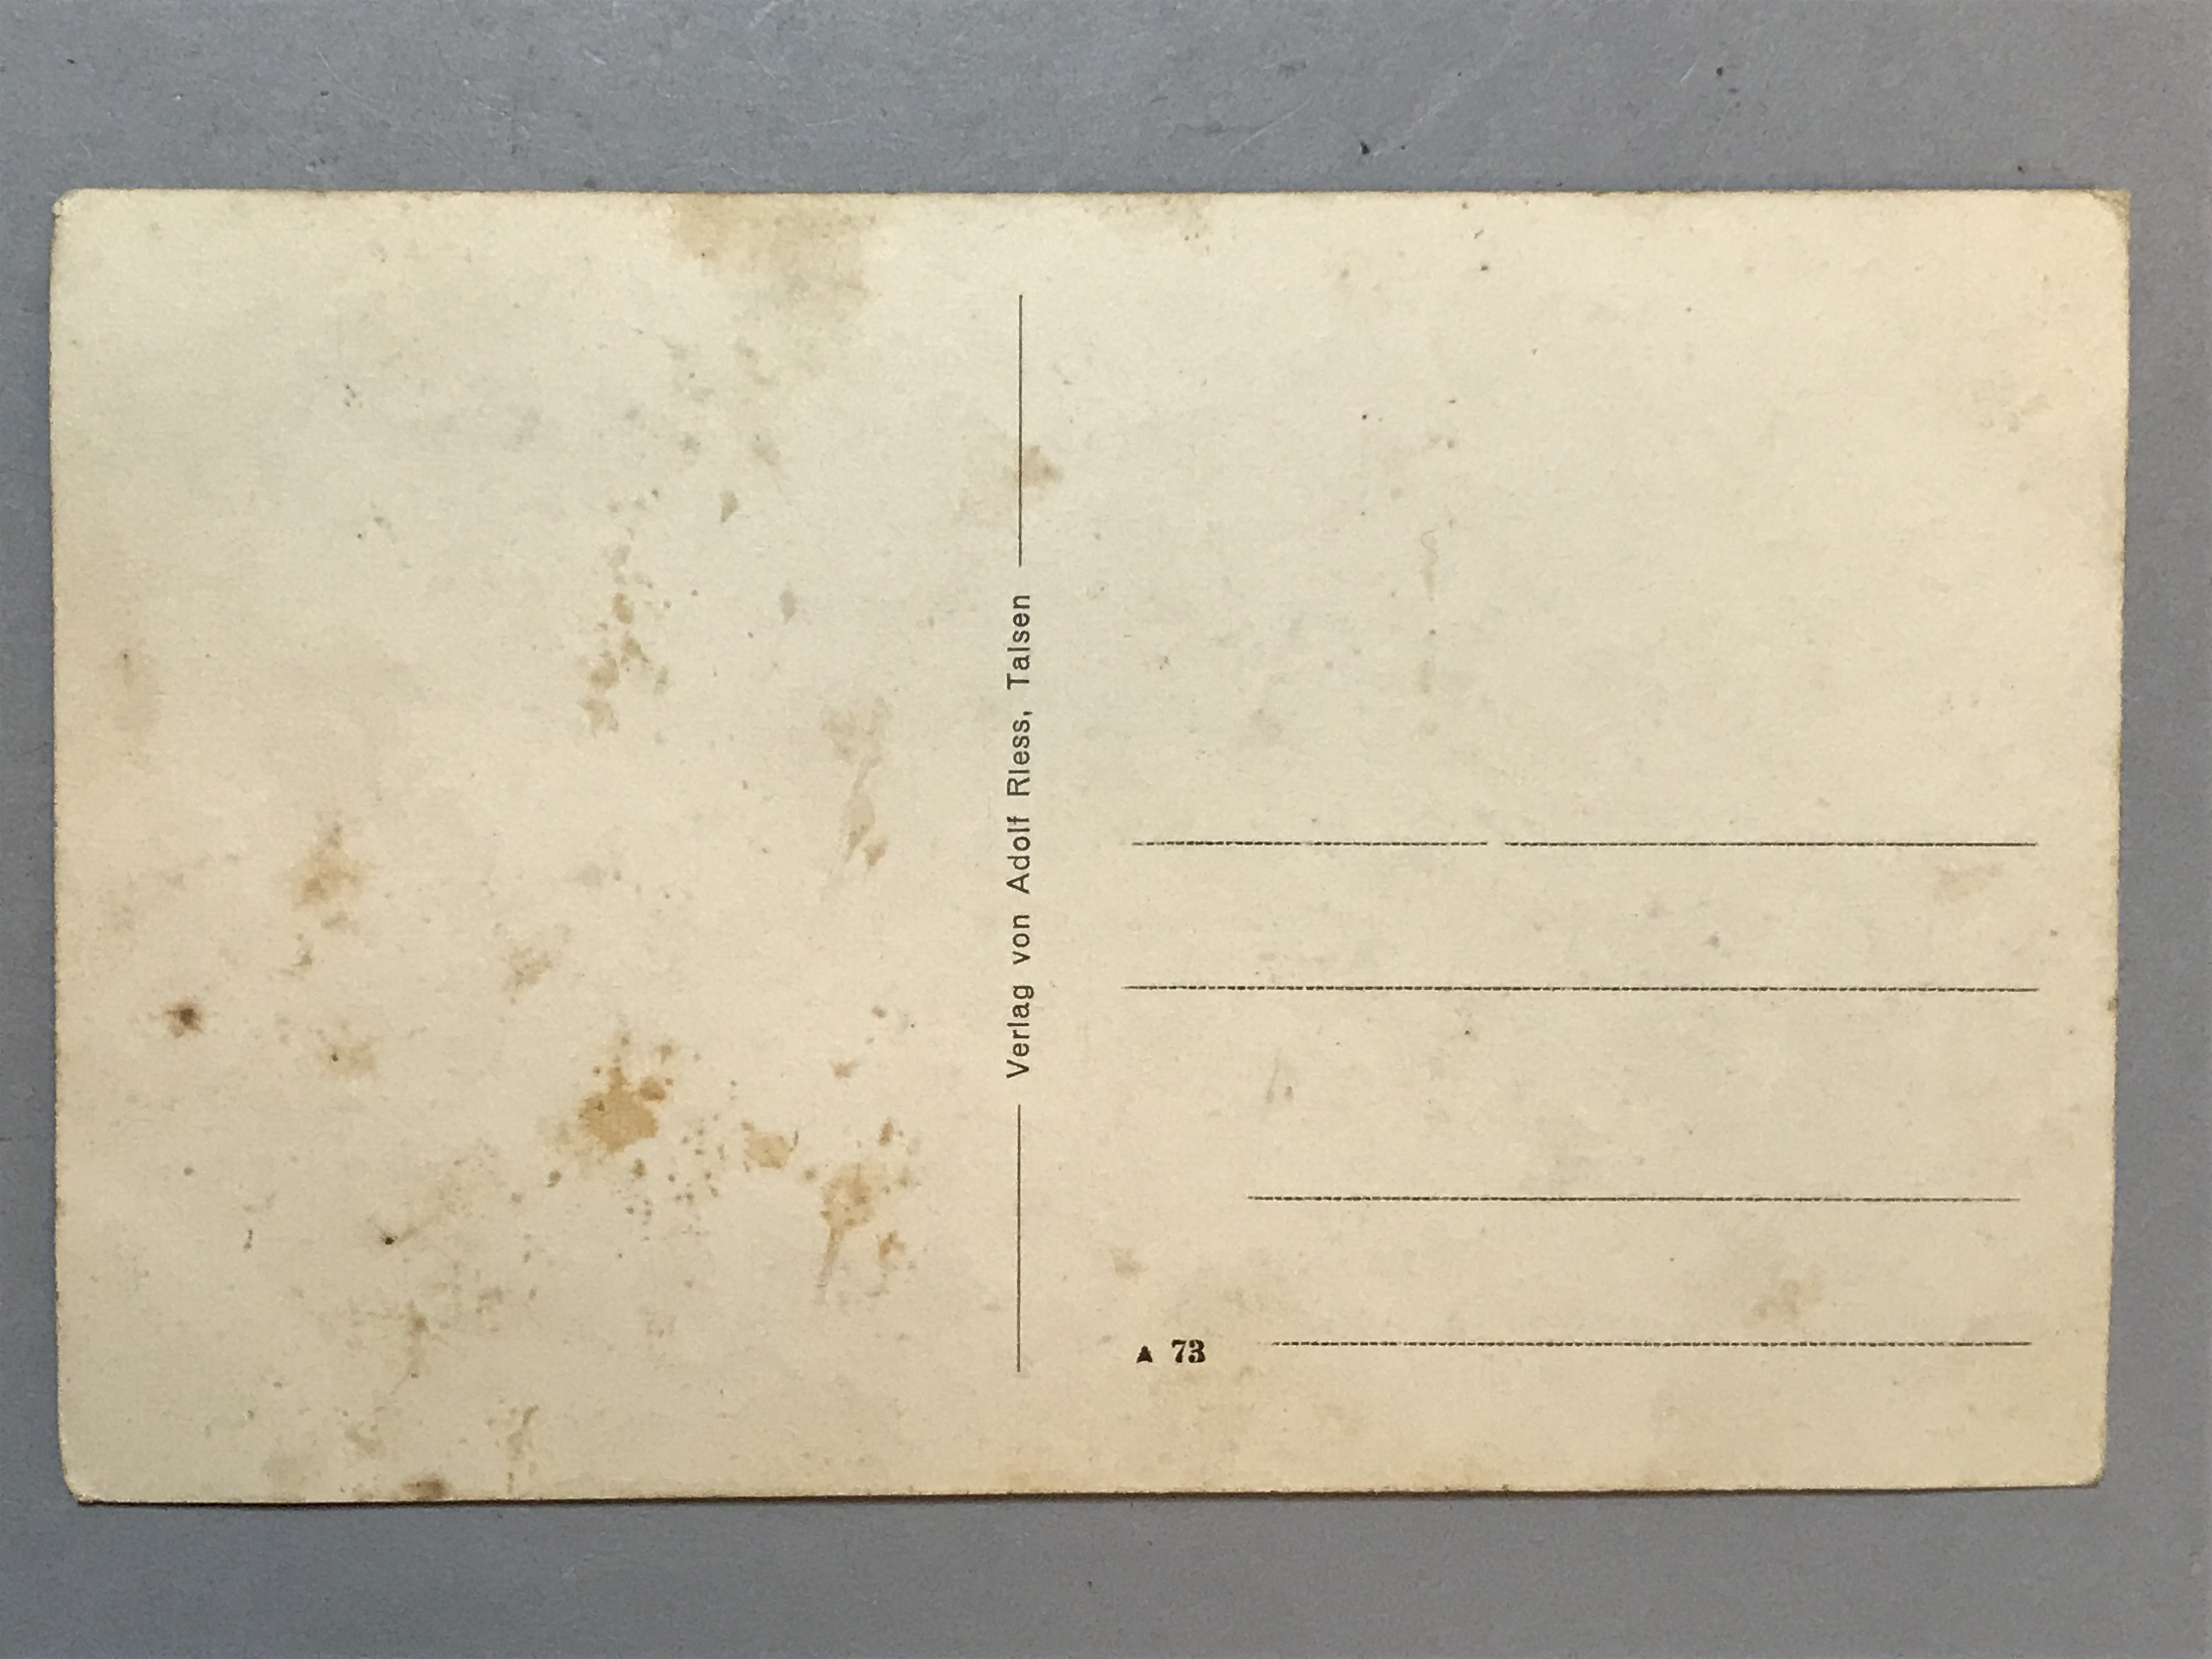 Verlag von Adolf Riess, Talsen
▲ 73